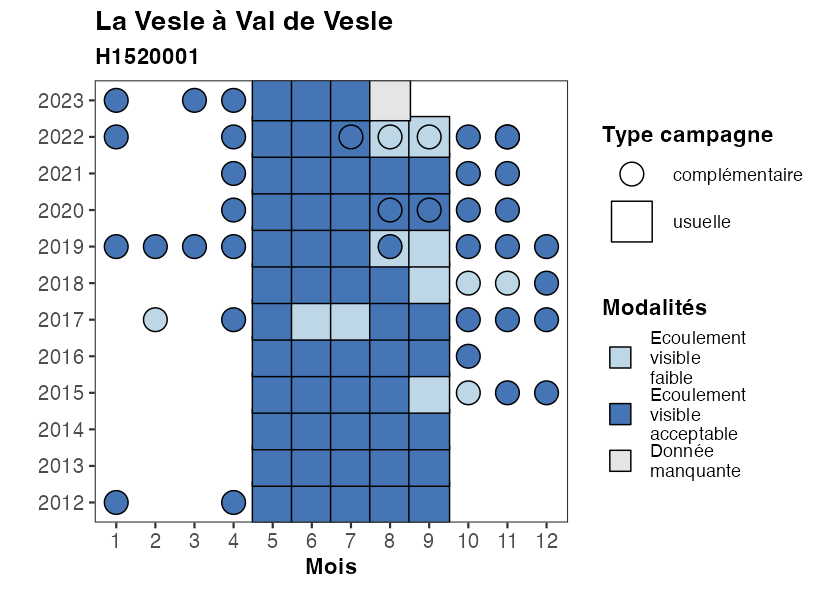 La Vesle à Val de Vesle
H1520001
2023
2022
2021
2020
2019
2018
2017
2016
2015
2014
2013
2012
1 2 3 4 5 6 7 8 9 10 11 12
Mois
Type campagne
complémentaire
usuelle
Modalités
Ecoulement
visible
faible
Ecoulement
visible
acceptable
Donnée
manquante